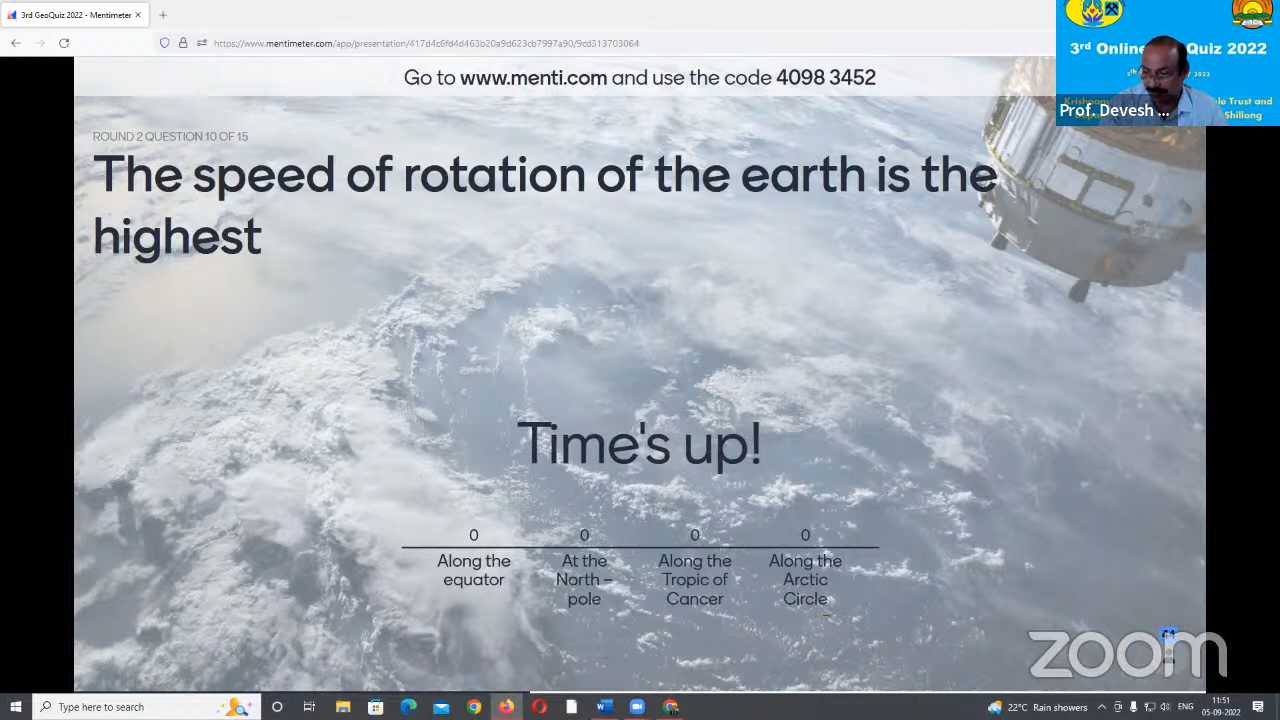 3rd GeoQuiz 2022 - Mentimeter
https://www.mentimeter.com/app/presentation/417d4c6fd4d463b20a9d623cb7997a90/9cd313703064
Go to www.menti.com and use the code 4098 3452
3rd Online Quiz 2022
2022
le Trust and
Shillong
Prof. Devesh ...
ROUND 2 QUESTION 10 OF 15
The speed of rotation of the earth is the
highest
Time's up!
0 0 0 0
Along the equator
At the North – pole
Along the Tropic of Cancer
Along the Arctic Circle
zoom
Type here to search
22°C Rain showers
ENG
11:51
05-09-2022